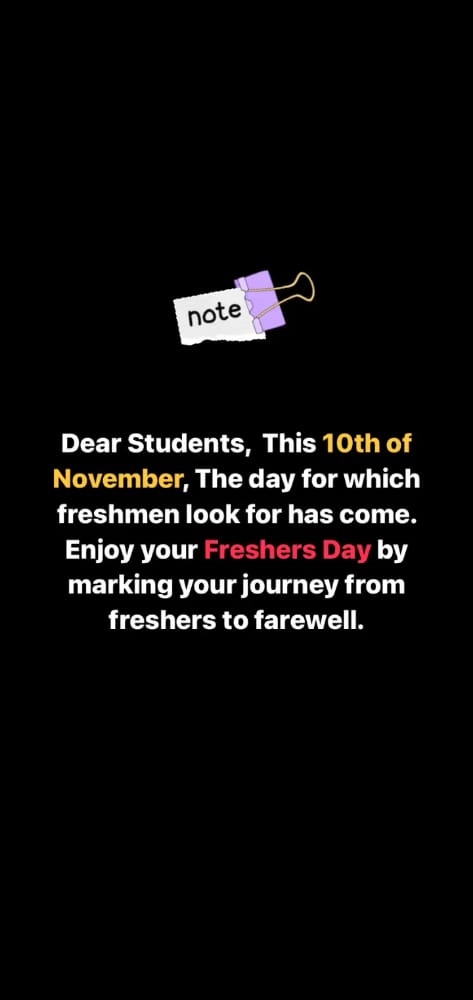 note
Dear Students, This 10th of
November, The day for which
freshmen look for has come.
Enjoy your Freshers Day by
marking your journey from
freshers to farewell.